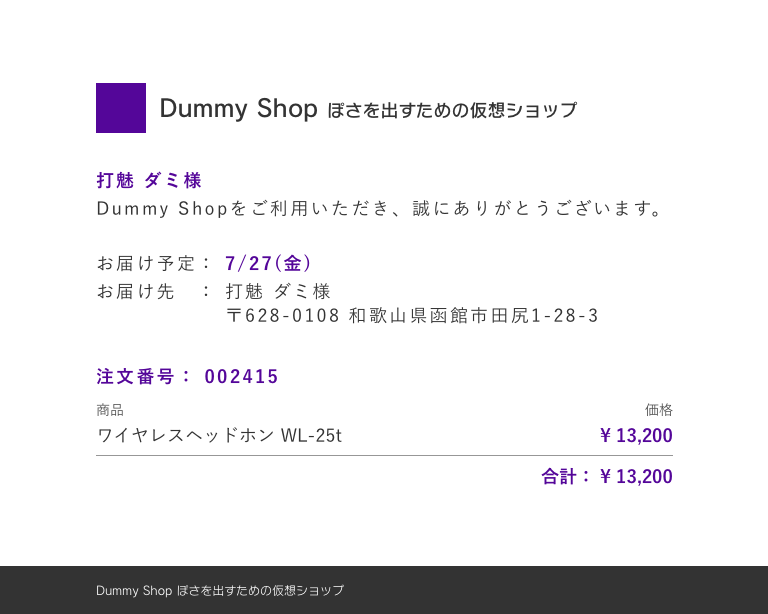 Dummy Shop ぽさを出すための仮想ショップ
打魅 ダミ様
Dummy Shopをご利用いただき、誠にありがとうございます。
お届け予定： 7/27(金)
お届け先　： 打魅 ダミ様
〒628-0108 和歌山県函館市田尻1-28-3
注文番号： 002415
商品 価格
ワイヤレスヘッドホン WL-25t ¥ 13,200
合計： ¥ 13,200
Dummy Shop ぽさを出すための仮想ショップ